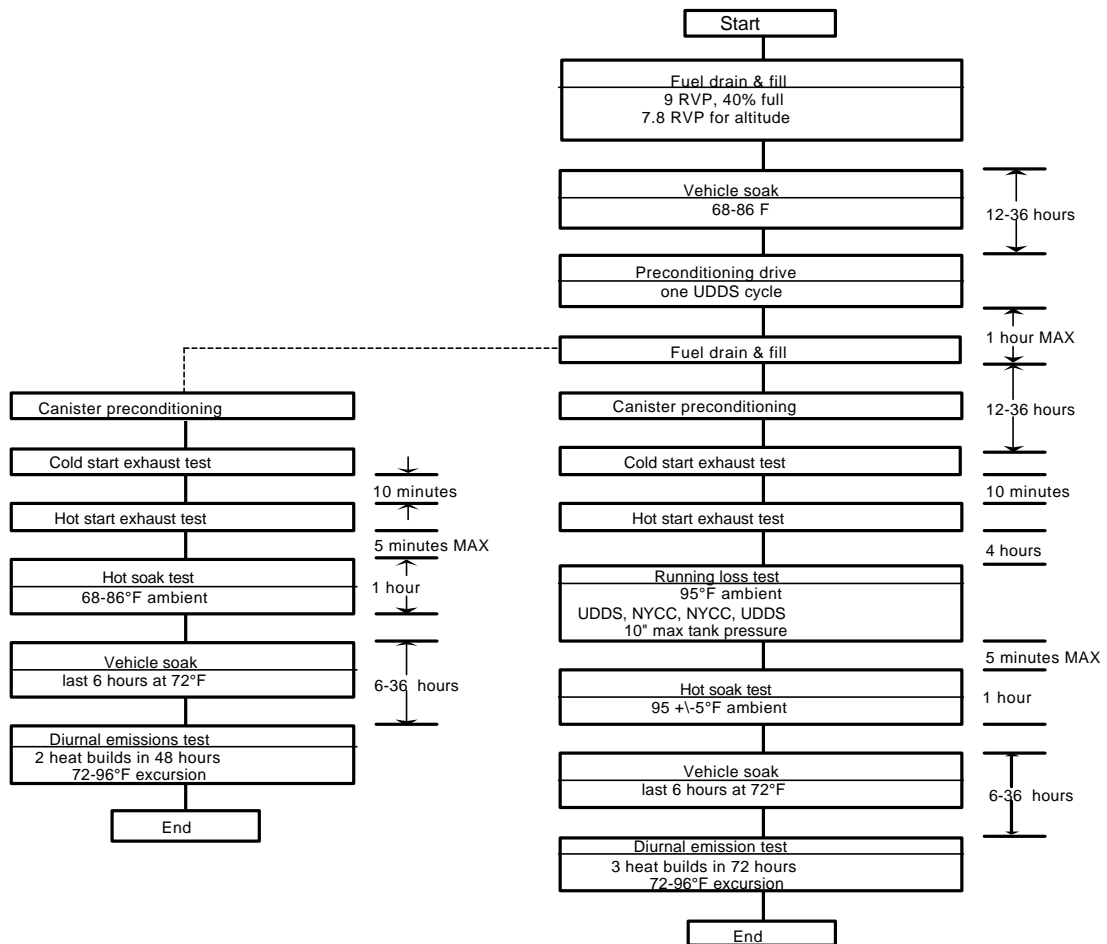 Start
Fuel drain & fill
9 RVP, 40% full
7.8 RVP for altitude
Vehicle soak
68-86 F
12-36 hours
Preconditioning drive
one UDDS cycle
1 hour MAX
Fuel drain & fill
Canister preconditioning
12-36 hours
Cold start exhaust test
10 minutes
Hot start exhaust test
4 hours
Running loss test
95°F ambient
UDDS, NYCC, NYCC, UDDS
10" max tank pressure
5 minutes MAX
Hot soak test
95 +\-5°F ambient
1 hour
Vehicle soak
last 6 hours at 72°F
6-36 hours
Diurnal emission test
3 heat builds in 72 hours
72-96°F excursion
End
Canister preconditioning
Cold start exhaust test
10 minutes
Hot start exhaust test
5 minutes MAX
Hot soak test
68-86°F ambient
1 hour
Vehicle soak
last 6 hours at 72°F
6-36 hours
Diurnal emissions test
2 heat builds in 48 hours
72-96°F excursion
End